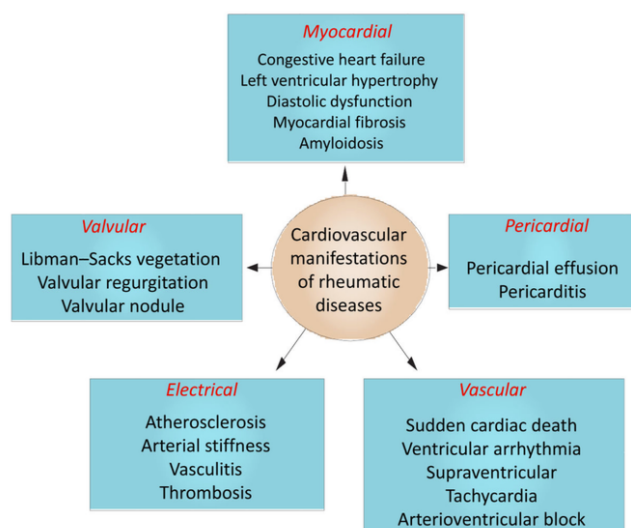 Myocardial
Congestive heart failure
Left ventricular hypertrophy
Diastolic dysfunction
Myocardial fibrosis
Amyloidosis
Valvular
Libman–Sacks vegetation
Valvular regurgitation
Valvular nodule
Cardiovascular
manifestations
of rheumatic
diseases
Pericardial
Pericardial effusion
Pericarditis
Electrical
Atherosclerosis
Arterial stiffness
Vasculitis
Thrombosis
Vascular
Sudden cardiac death
Ventricular arrhythmia
Supraventricular
Tachycardia
Arterioventricular block